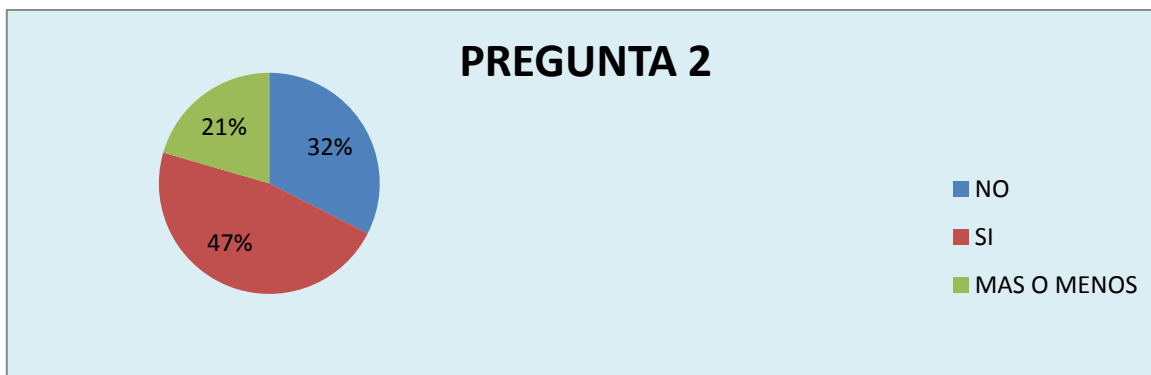 PREGUNTA 2
21%
32%
47%
NO
SI
MAS O MENOS